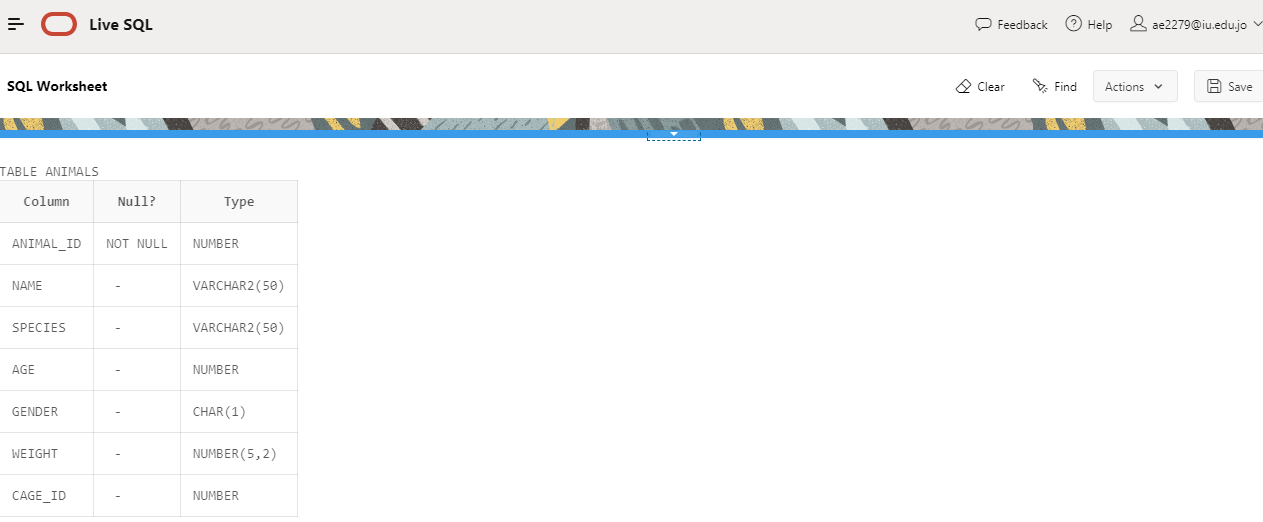 Live SQL
Feedback
Help
ae2279@iu.edu.jo
SQL Worksheet
Clear
Find
Actions
Save
TABLE ANIMALS
Column Null? Type
ANIMAL_ID NOT NULL NUMBER
NAME - VARCHAR2(50)
SPECIES - VARCHAR2(50)
AGE - NUMBER
GENDER - CHAR(1)
WEIGHT - NUMBER(5,2)
CAGE_ID - NUMBER